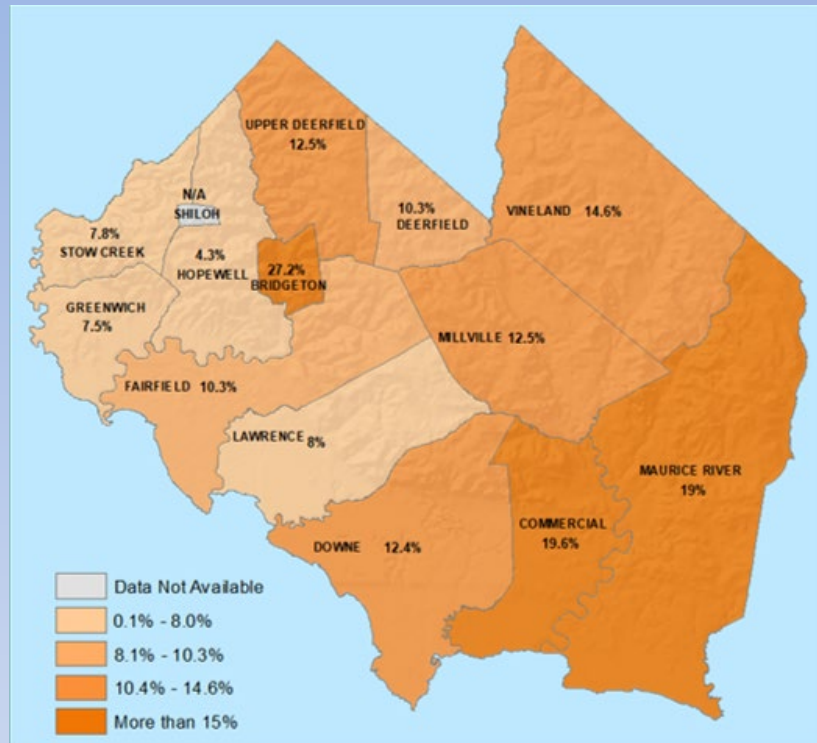 UPPER DEERFIELD
12.5%
N/A
SHILOH
10.3%
DEERFIELD
VINELAND 14.6%
7.8%
STOW CREEK
4.3%
HOPEWELL
27.2%
BRIDGETON
GREENWICH
7.5%
MILLVILLE 12.5%
FAIRFIELD 10.3%
LAWRENCE 8%
MAURICE RIVER
19%
COMMERCIAL
19.6%
DOWNE 12.4%
Data Not Available
0.1% - 8.0%
8.1% - 10.3%
10.4% - 14.6%
More than 15%